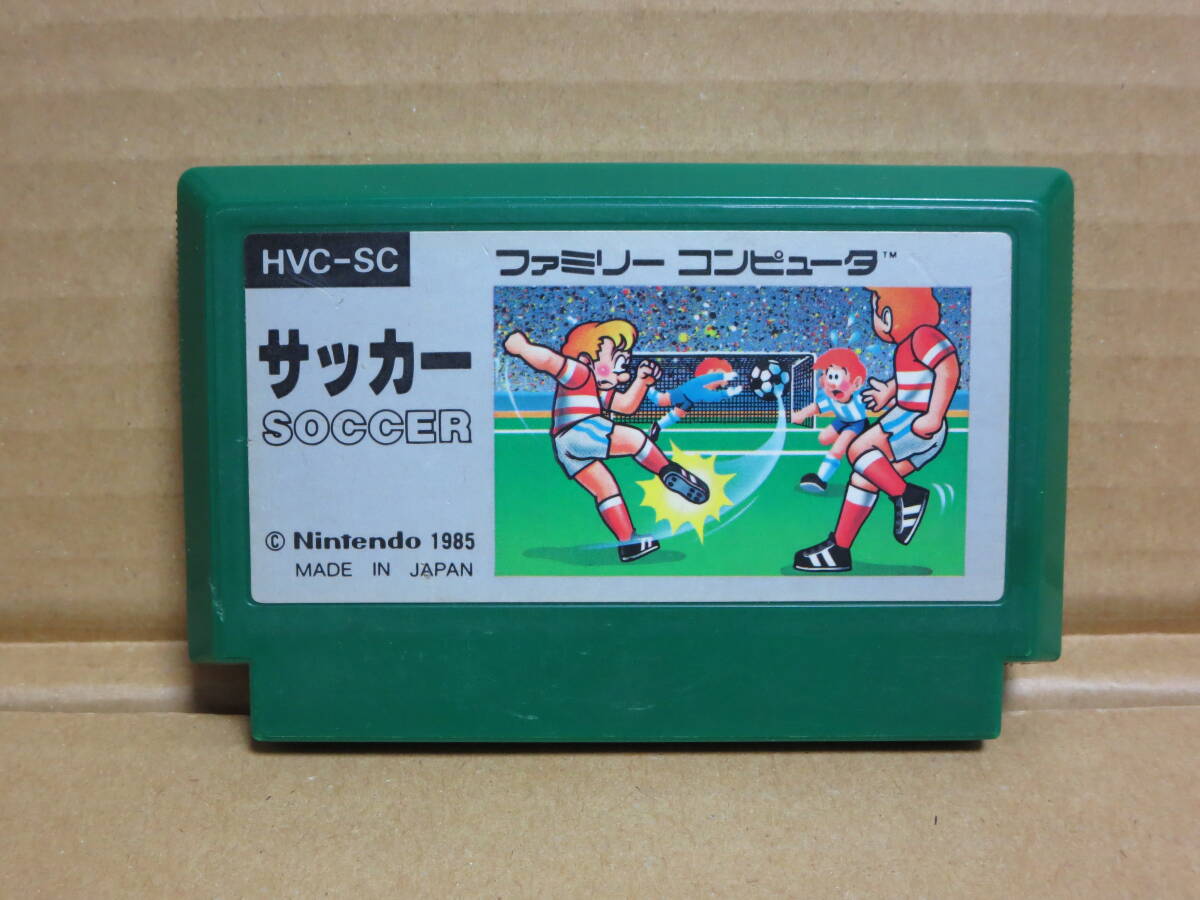 HVC-SC
ファミリー コンピュータ™
サッカー
SOCCER
© Nintendo 1985
MADE IN JAPAN